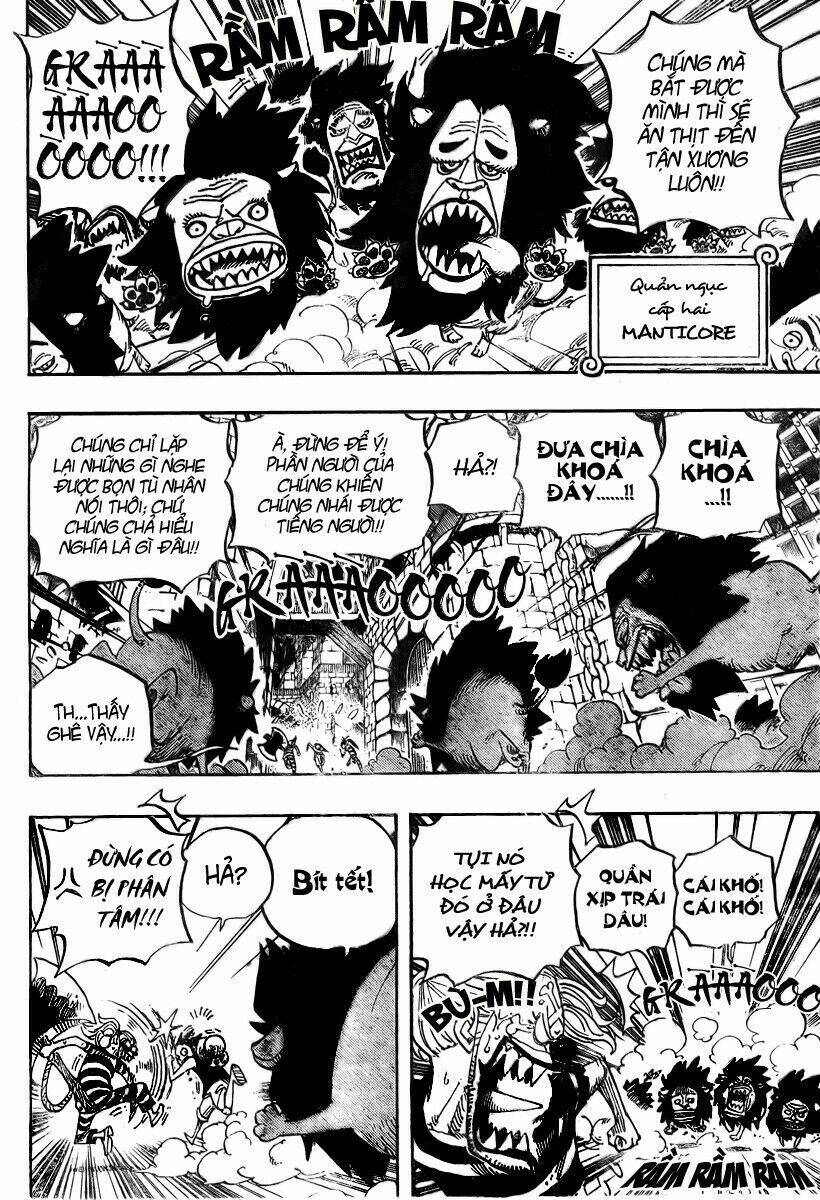 CHÚNG MÀ
BẮT ĐƯỢC
MÌNH THÌ SẼ
ĂN THỊT ĐẾN
TẬN XƯƠNG
LUÔN!!
RẦM RẦM RẦM
GRAAA
AAAOO
OOOO!!!
Quản ngục
cấp hai
MANTICORE
CHÌA
KHOÁ
...!!
ĐƯA CHÌA
KHOÁ
ĐÂY......!!
HẢ?!
À, ĐỪNG ĐỂ Ý!
PHẦN NGƯỜI CỦA
CHÚNG KHIẾN
CHÚNG NHÁI ĐƯỢC
TIẾNG NGƯỜI!!
CHÚNG CHỈ LẶP
LẠI NHỮNG GÌ NGHE
ĐƯỢC BỌN TÙ NHÂN
NÓI THÔI; CHỨ
CHÚNG CHẢ HIỂU
NGHĨA LÀ GÌ ĐÂU!!
GRAAAOOOOO
TH...THẤY
GHÊ VẬY...!!
CÁI KHỐ!
CÁI KHỐ!
QUẦN
XỊP TRÁI
DÂU!
TỤI NÓ
HỌC MẤY TỪ
ĐÓ Ở ĐÂU
VẬY HẢ?!!
GRAAAOOO
BÙ-M!!
RẦM RẦM RẦM
Bít tết!
HẢ?
ĐỪNG CÓ
BỊ PHÂN
TÂM!!!